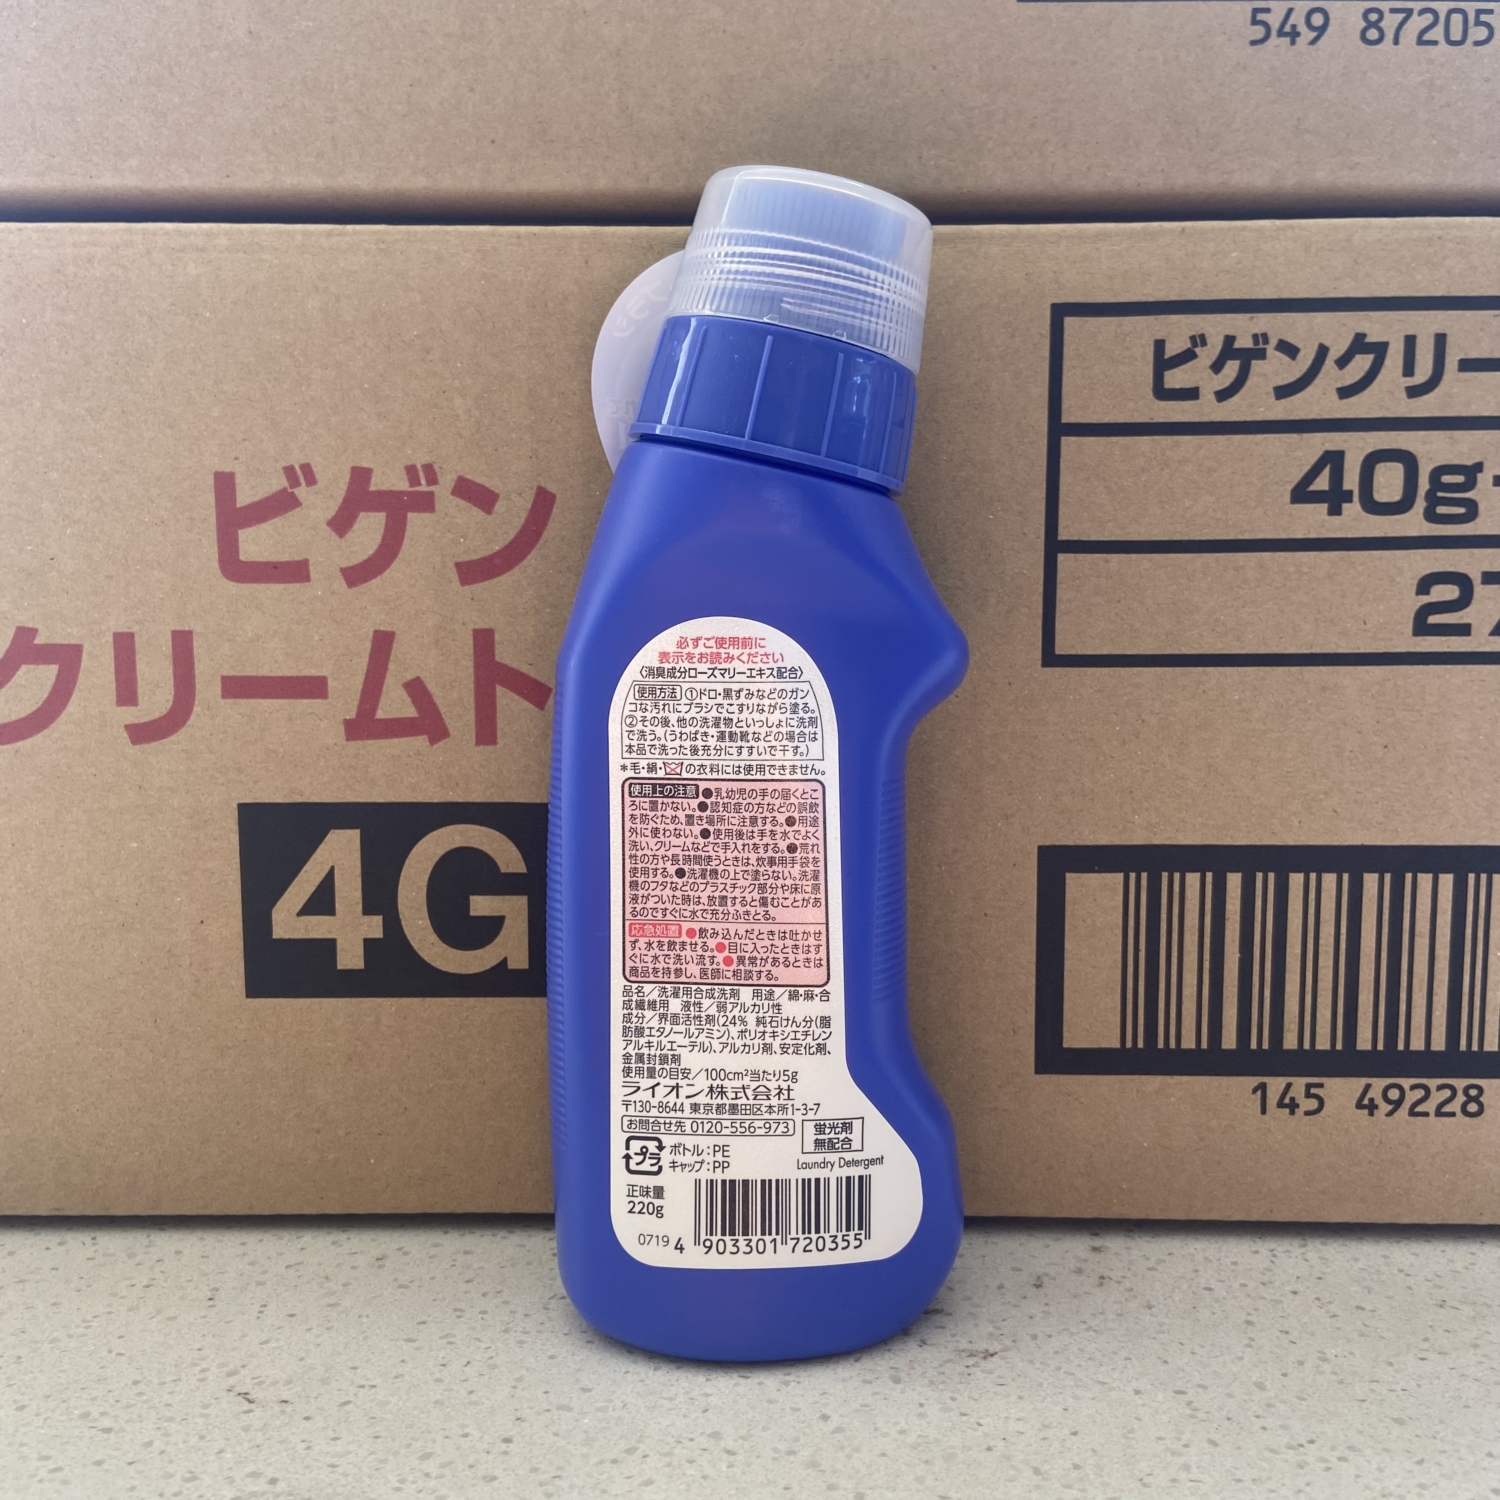 549 87205
ビゲン
クリームト
4G
ビゲンクリー
40g
27
145 49228
必ずご使用前に
表示をお読みください
〈消臭成分ローズマリーエキス配合〉
使用方法 ①ドロ・黒ずみなどのガン
コな汚れにブラシでこすりながら塗る。
②その後、他の洗濯物といっしょに洗剤
で洗う。(うわばき・運動靴などの場合は
本品で洗った後充分にすすいで干す。)
*毛・絹・の衣料には使用できません。
使用上の注意 ●乳幼児の手の届くとこ
ろに置かない。●認知症の方などの誤飲
を防ぐため、置き場所に注意する。●用途
外に使わない。●使用後は手を水でよく
洗い、クリームなどで手入れをする。●荒れ
性の方や長時間使うときは、炊事用手袋を
使用する。●洗濯機の上で塗らない。洗濯
機のフタなどのプラスチック部分や床に原
液がついた時は、放置すると傷むことがあ
るのですぐに水で充分ふきとる。
応急処置 ●飲み込んだときは吐かせ
ず、水を飲ませる。●目に入ったときはす
ぐに水で洗い流す。●異常があるときは
商品を持参し、医師に相談する。
品名/洗濯用合成洗剤 用途/綿・麻・合
成繊維用 液性/弱アルカリ性
成分/界面活性剤(24% 純石けん分(脂
肪酸エタノールアミン)、ポリオキシエチレン
アルキルエーテル)、アルカリ剤、安定化剤、
金属封鎖剤
使用量の目安/100cm²当たり5g
ライオン株式会社
〒130-8644 東京都墨田区本所1-3-7
お問合せ先 0120-556-973
蛍光剤
無配合
プラ
ボトル:PE
キャップ:PP
Laundry Detergent
正味量
220g
0719
4 903301 720355